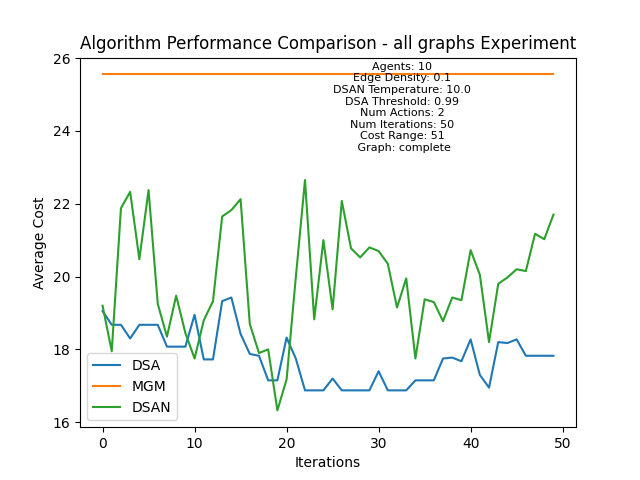 Algorithm Performance Comparison - all graphs Experiment
Agents: 10
Edge Density: 0.1
DSAN Temperature: 10.0
DSA Threshold: 0.99
Num Actions: 2
Num Iterations: 50
Cost Range: 51
Graph: complete
Average Cost
26
24
22
20
18
16
DSA
MGM
DSAN
0
10
20
30
40
50
Iterations